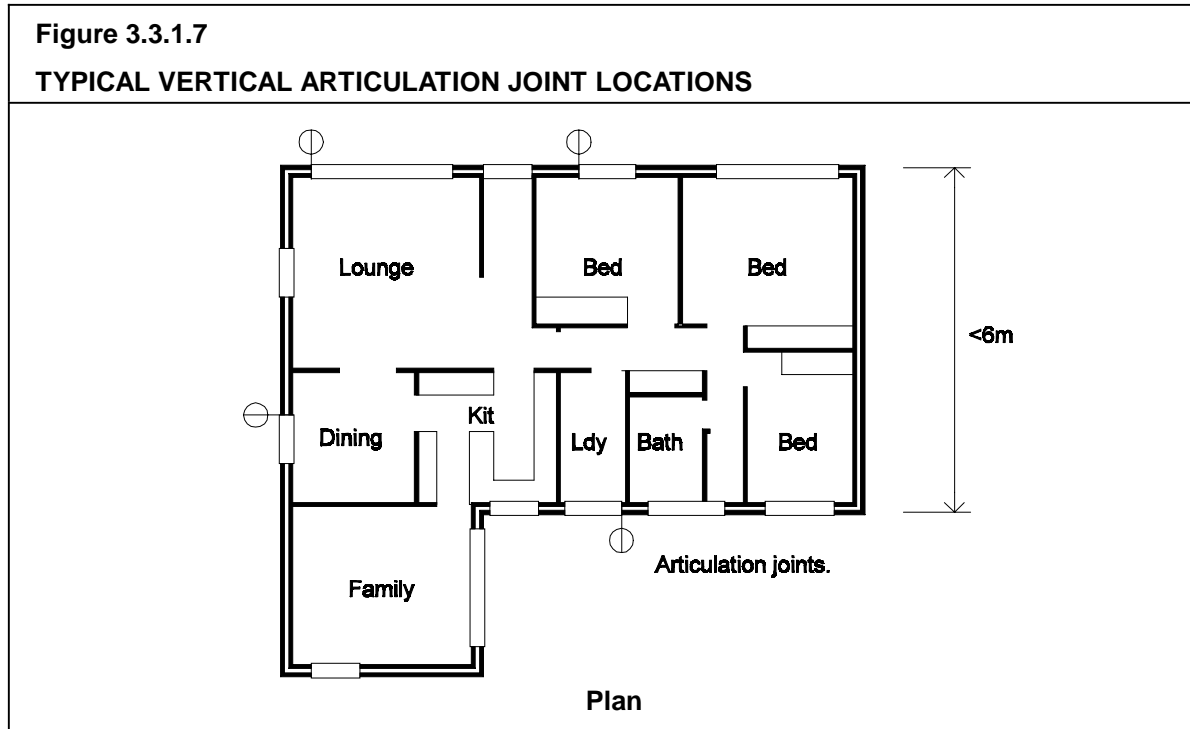 Figure 3.3.1.7
TYPICAL VERTICAL ARTICULATION JOINT LOCATIONS
Lounge
Bed
Bed
<6m
Dining
Kit
Ldy
Bath
Bed
Articulation joints.
Family
Plan